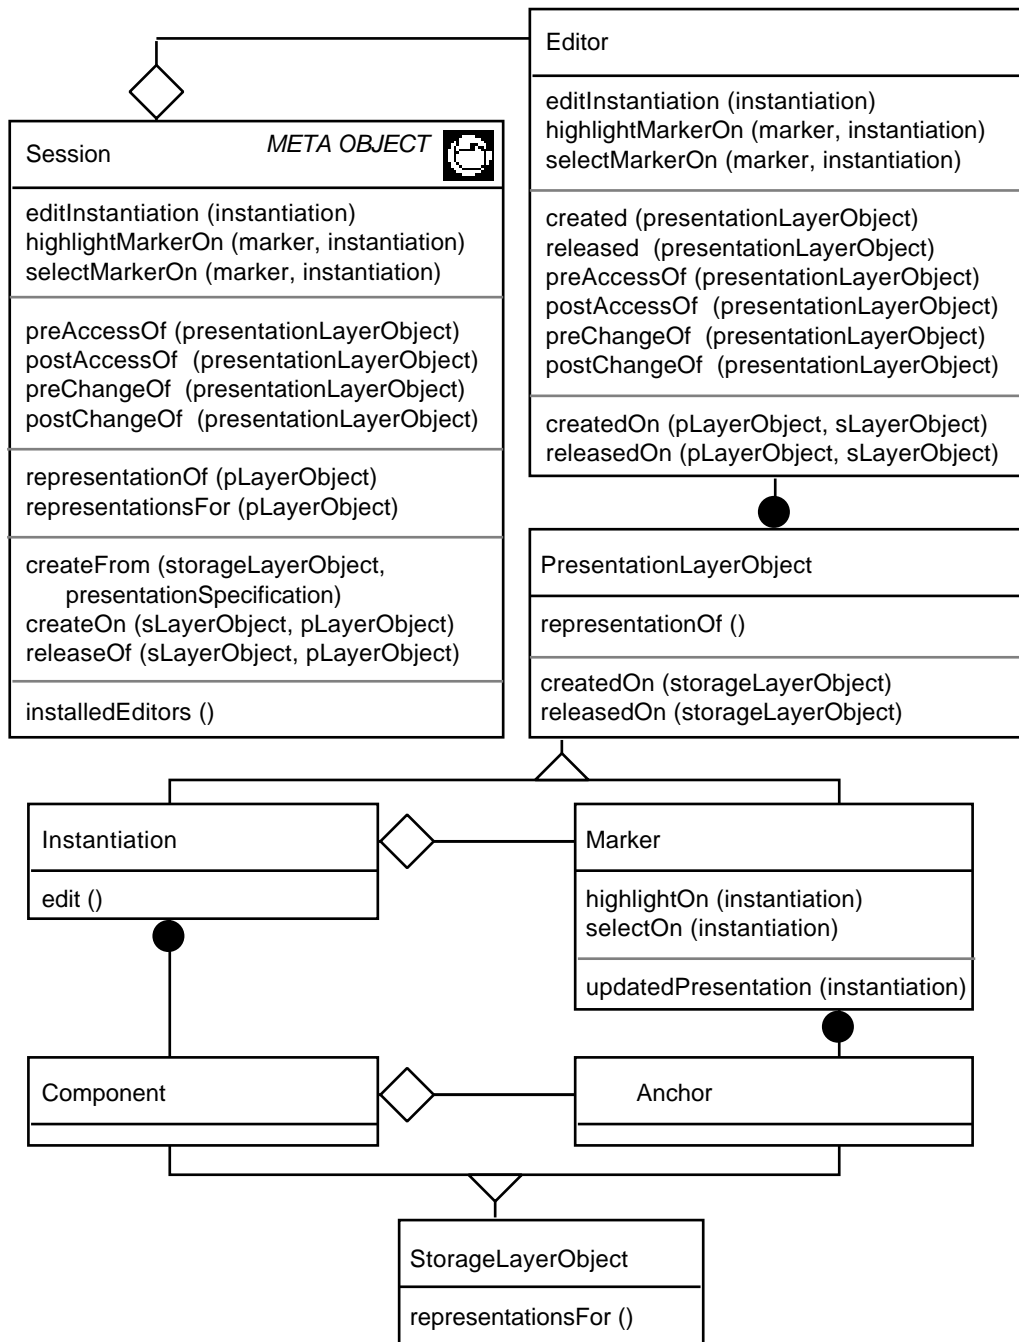 Editor
editInstantiation (instantiation)
highlightMarkerOn (marker, instantiation)
selectMarkerOn (marker, instantiation)
created (presentationLayerObject)
released (presentationLayerObject)
preAccessOf (presentationLayerObject)
postAccessOf (presentationLayerObject)
preChangeOf (presentationLayerObject)
postChangeOf (presentationLayerObject)
createdOn (pLayerObject, sLayerObject)
releasedOn (pLayerObject, sLayerObject)
Session
META OBJECT
editInstantiation (instantiation)
highlightMarkerOn (marker, instantiation)
selectMarkerOn (marker, instantiation)
preAccessOf (presentationLayerObject)
postAccessOf (presentationLayerObject)
preChangeOf (presentationLayerObject)
postChangeOf (presentationLayerObject)
representationOf (pLayerObject)
representationsFor (pLayerObject)
createFrom (storageLayerObject,
presentationSpecification)
createOn (sLayerObject, pLayerObject)
releaseOf (sLayerObject, pLayerObject)
installedEditors ()
PresentationLayerObject
representationOf ()
createdOn (storageLayerObject)
releasedOn (storageLayerObject)
Instantiation
edit ()
Marker
highlightOn (instantiation)
selectOn (instantiation)
updatedPresentation (instantiation)
Component
Anchor
StorageLayerObject
representationsFor ()